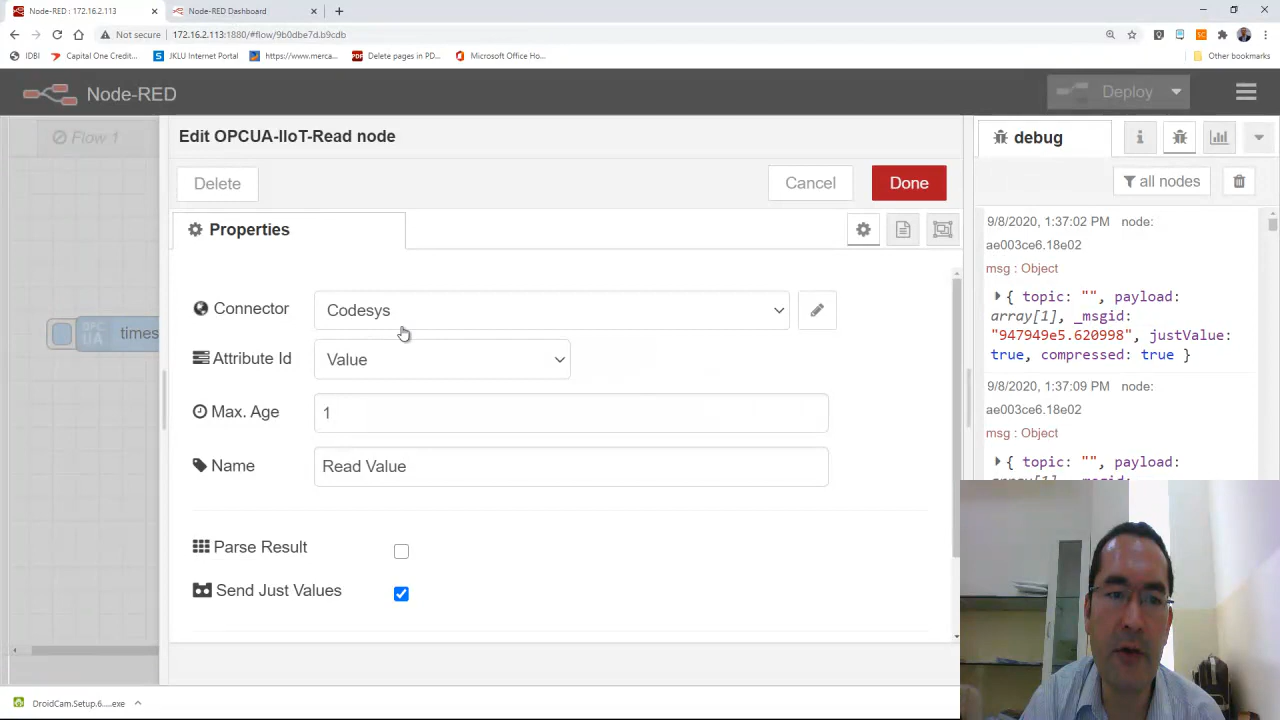 Node-RED : 172.16.2.113
Node-RED Dashboard
Not secure
172.16.2.113:1880/#flow/9b0dbe7d.b9cdb
IDBI
Capital One Credit...
JKLU Internet Portal
https://www.merca...
Delete pages in PD...
Microsoft Office Ho...
Other bookmarks
Node-RED
Deploy
Flow 1
Edit OPCUA-IIoT-Read node
debug
Delete
Cancel
Done
all nodes
Properties
9/8/2020, 1:37:02 PM node:
ae003ce6.18e02
msg : Object
{ topic: "", payload:
array[1], _msgid:
"947949e5.620998", justValue:
true, compressed: true }
9/8/2020, 1:37:09 PM node:
ae003ce6.18e02
msg : Object
{ topic: "", payload:
array[1], _msgid:
OPC UA
times
Connector
Codesys
Attribute Id
Value
Max. Age
1
Name
Read Value
Parse Result
Send Just Values
DroidCam.Setup.6....exe